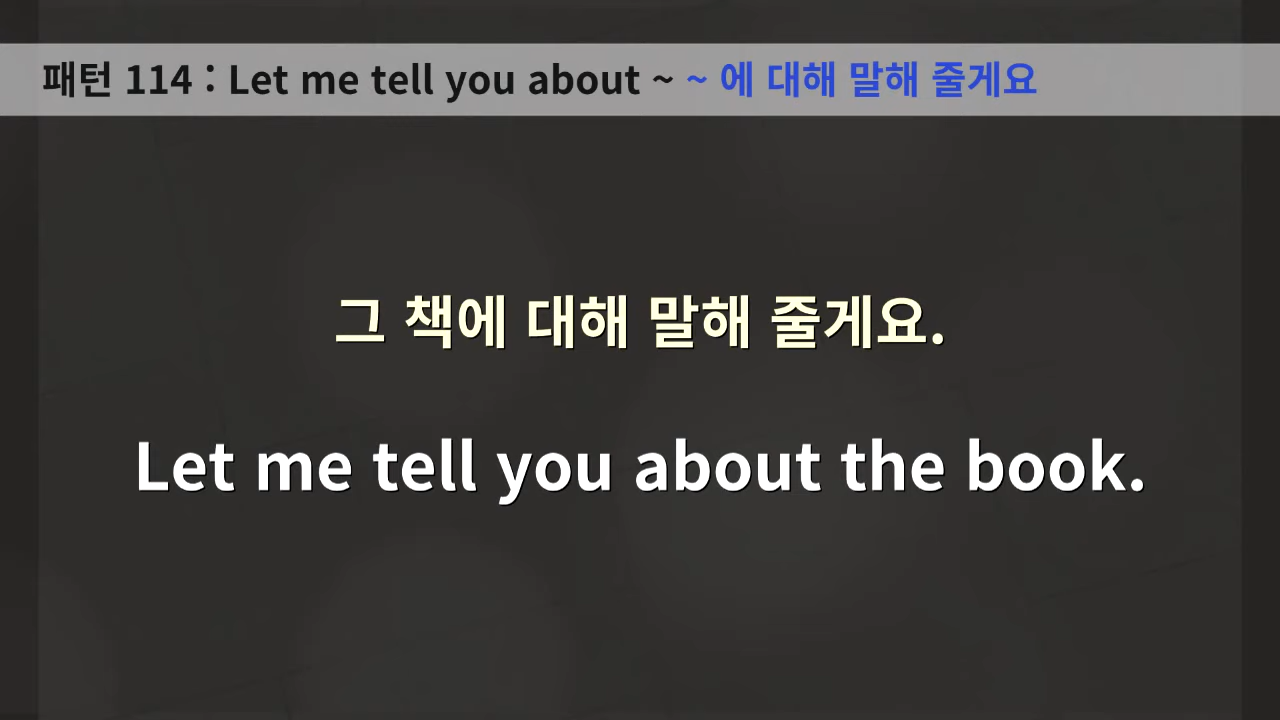 패턴 114 : Let me tell you about ~ ~ 에 대해 말해 줄게요
그 책에 대해 말해 줄게요.
Let me tell you about the book.